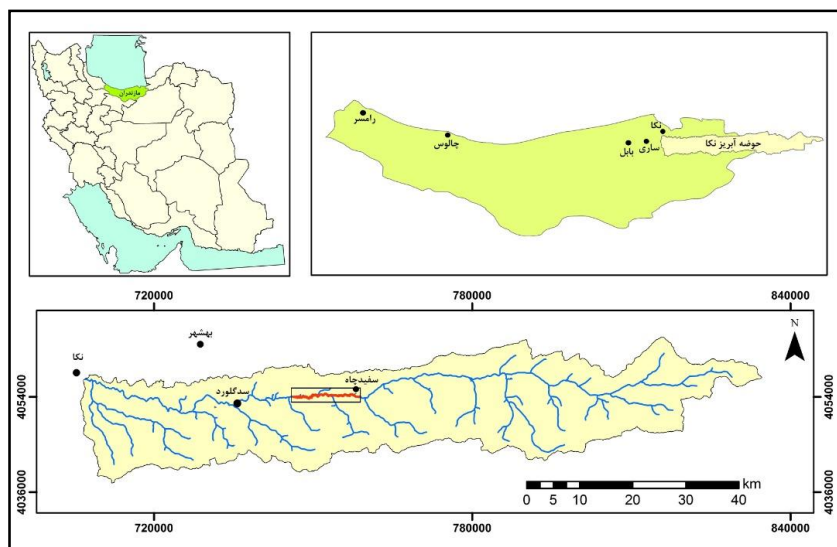 مازندران
رامسر
چالوس
بابل
ساری
نکا
حوضه آبریز نکا
720000
780000
840000
بهشهر
نکا
سدگلورد
سفیدچاه
N
4054000
4054000
4036000
4036000
km
0 5 10 20 30 40
720000
780000
840000